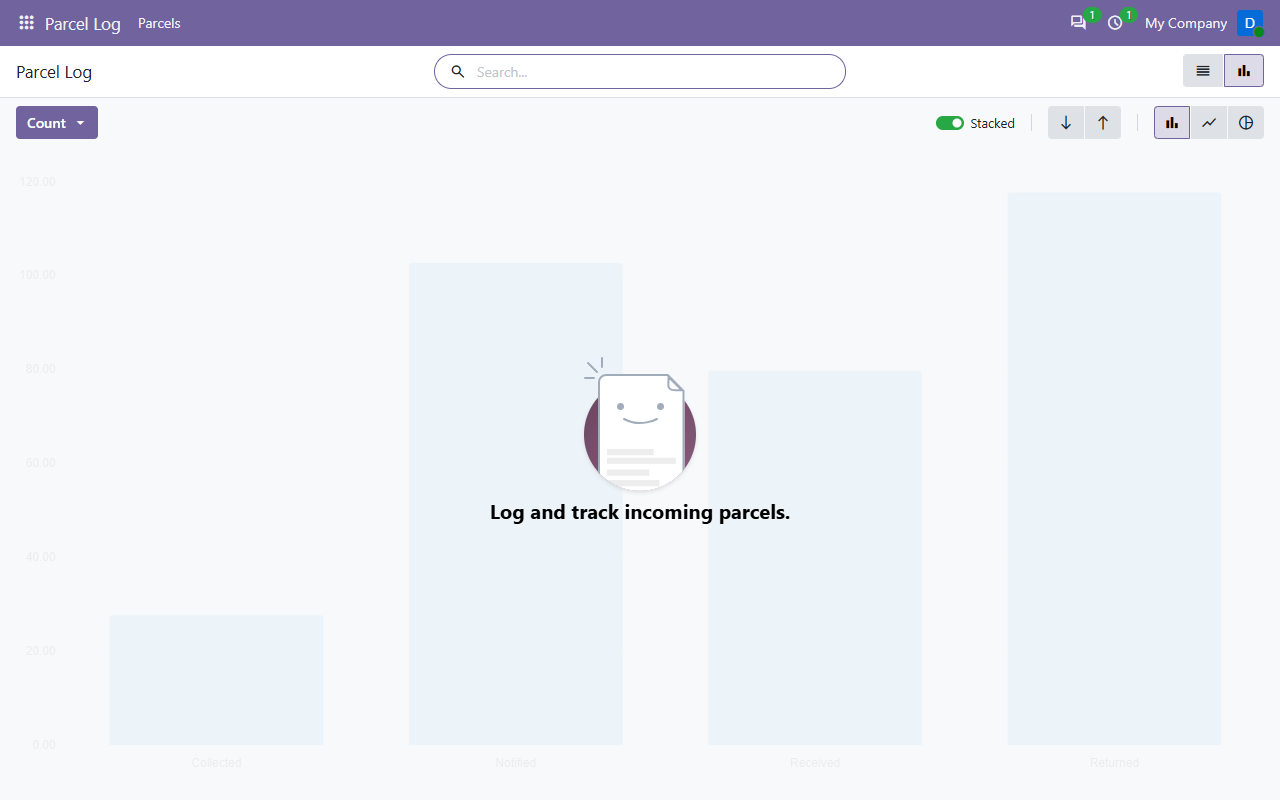 Parcel Log Parcels 1 1 My Company D
Parcel Log Search...
Count Stacked
120.00
100.00
80.00
60.00
40.00
20.00
0.00
Log and track incoming parcels.
Collected Notified Received Returned